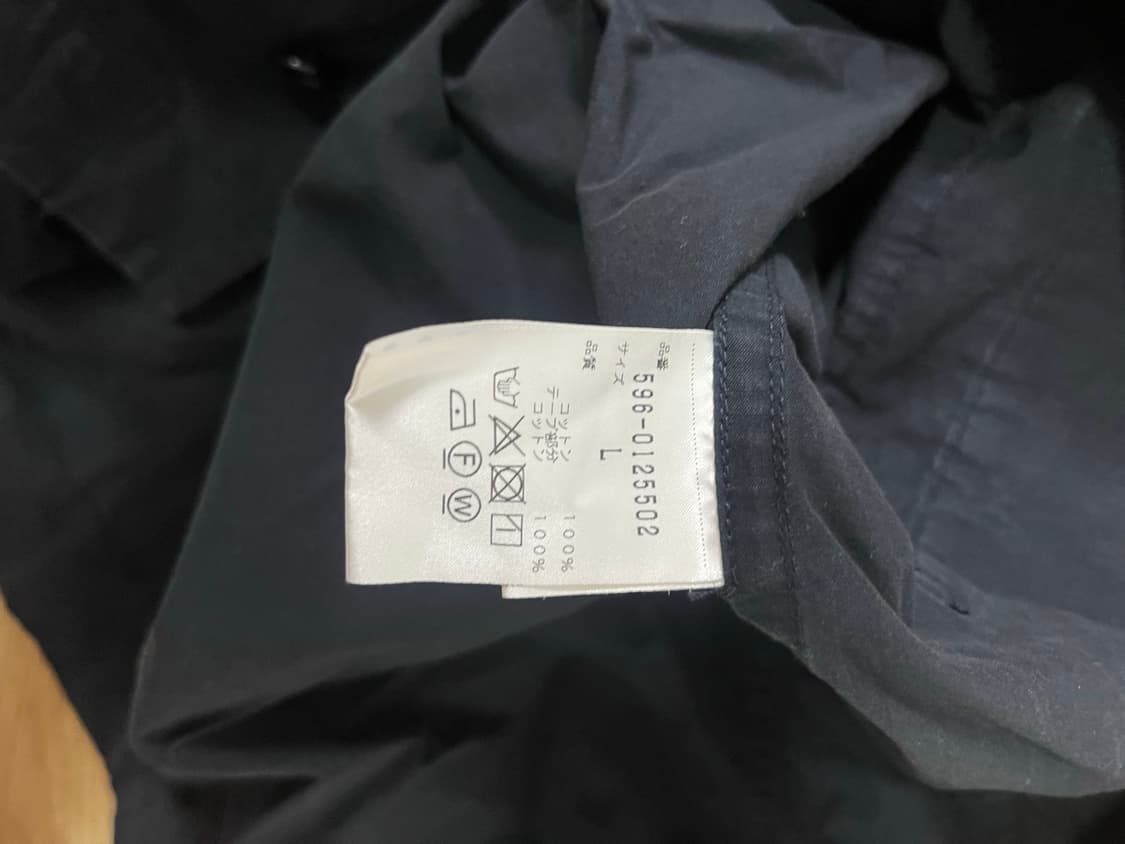 品番 596-0125502
サイズ L
品質
コットン 100%
テープ部分
コットン 100%
F W